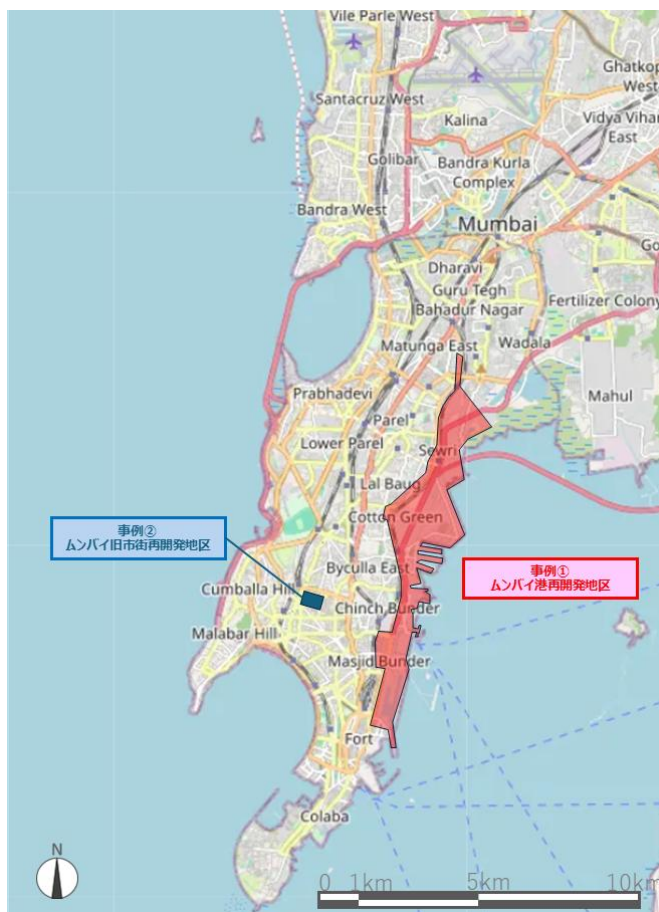 Vile Parle West
Ghatkop
West
Santacruz West
Kalina
Vidya Vihar
East
Golibar
Bandra Kurla
Complex
Bandra West
Mumbai
Dharavi
Guru Tegh
Bahadur Nagar
Fertilizer Colony
Matunga East
Wadala
Prabhadevi
Mahul
Parel
Lower Parel
Sewri
Lal Baug
Cotton Green
事例②
ムンバイ旧市街再開発地区
事例①
ムンバイ港再開発地区
Byculla East
Cumballa Hill
Chinch Bunder
Malabar Hill
Masjid Bunder
Fort
Colaba
N
0 1km 5km 10km